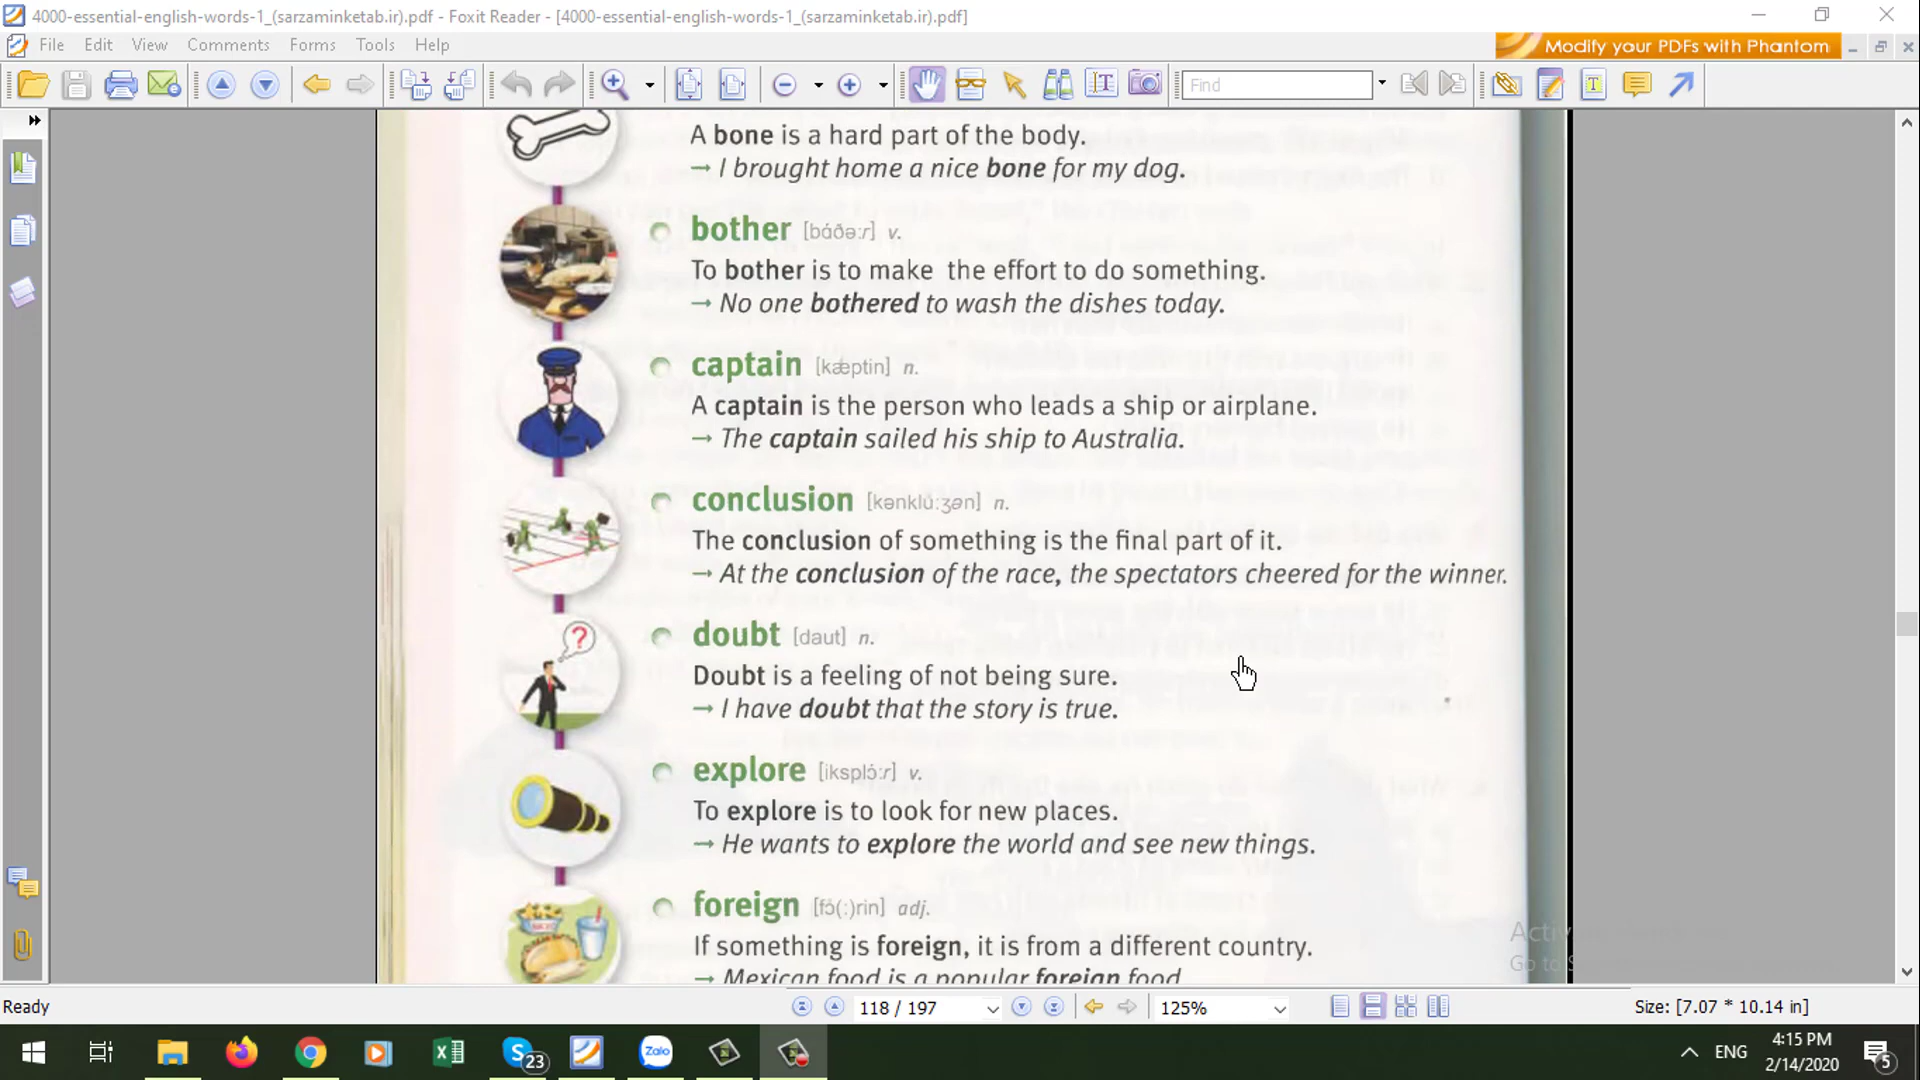 4000-essential-english-words-1_(sarzaminketab.ir).pdf - Foxit Reader - [4000-essential-english-words-1_(sarzaminketab.ir).pdf]
File Edit View Comments Forms Tools Help
Modify your PDFs with Phantom
Find
A bone is a hard part of the body.
→ I brought home a nice bone for my dog.
bother [bάðə:r] v.
To bother is to make the effort to do something.
→ No one bothered to wash the dishes today.
captain [kǽptin] n.
A captain is the person who leads a ship or airplane.
→ The captain sailed his ship to Australia.
conclusion [kənklú:ʒən] n.
The conclusion of something is the final part of it.
→ At the conclusion of the race, the spectators cheered for the winner.
?
doubt [daut] n.
Doubt is a feeling of not being sure.
→ I have doubt that the story is true.
explore [iksplɔ́:r] v.
To explore is to look for new places.
→ He wants to explore the world and see new things.
foreign [fɔ́(:)rin] adj.
If something is foreign, it is from a different country.
→ Mexican food is a popular foreign food
Ready
118 / 197
125%
Size: [7.07 * 10.14 in]
23
Zalo
ENG
4:15 PM
2/14/2020
5